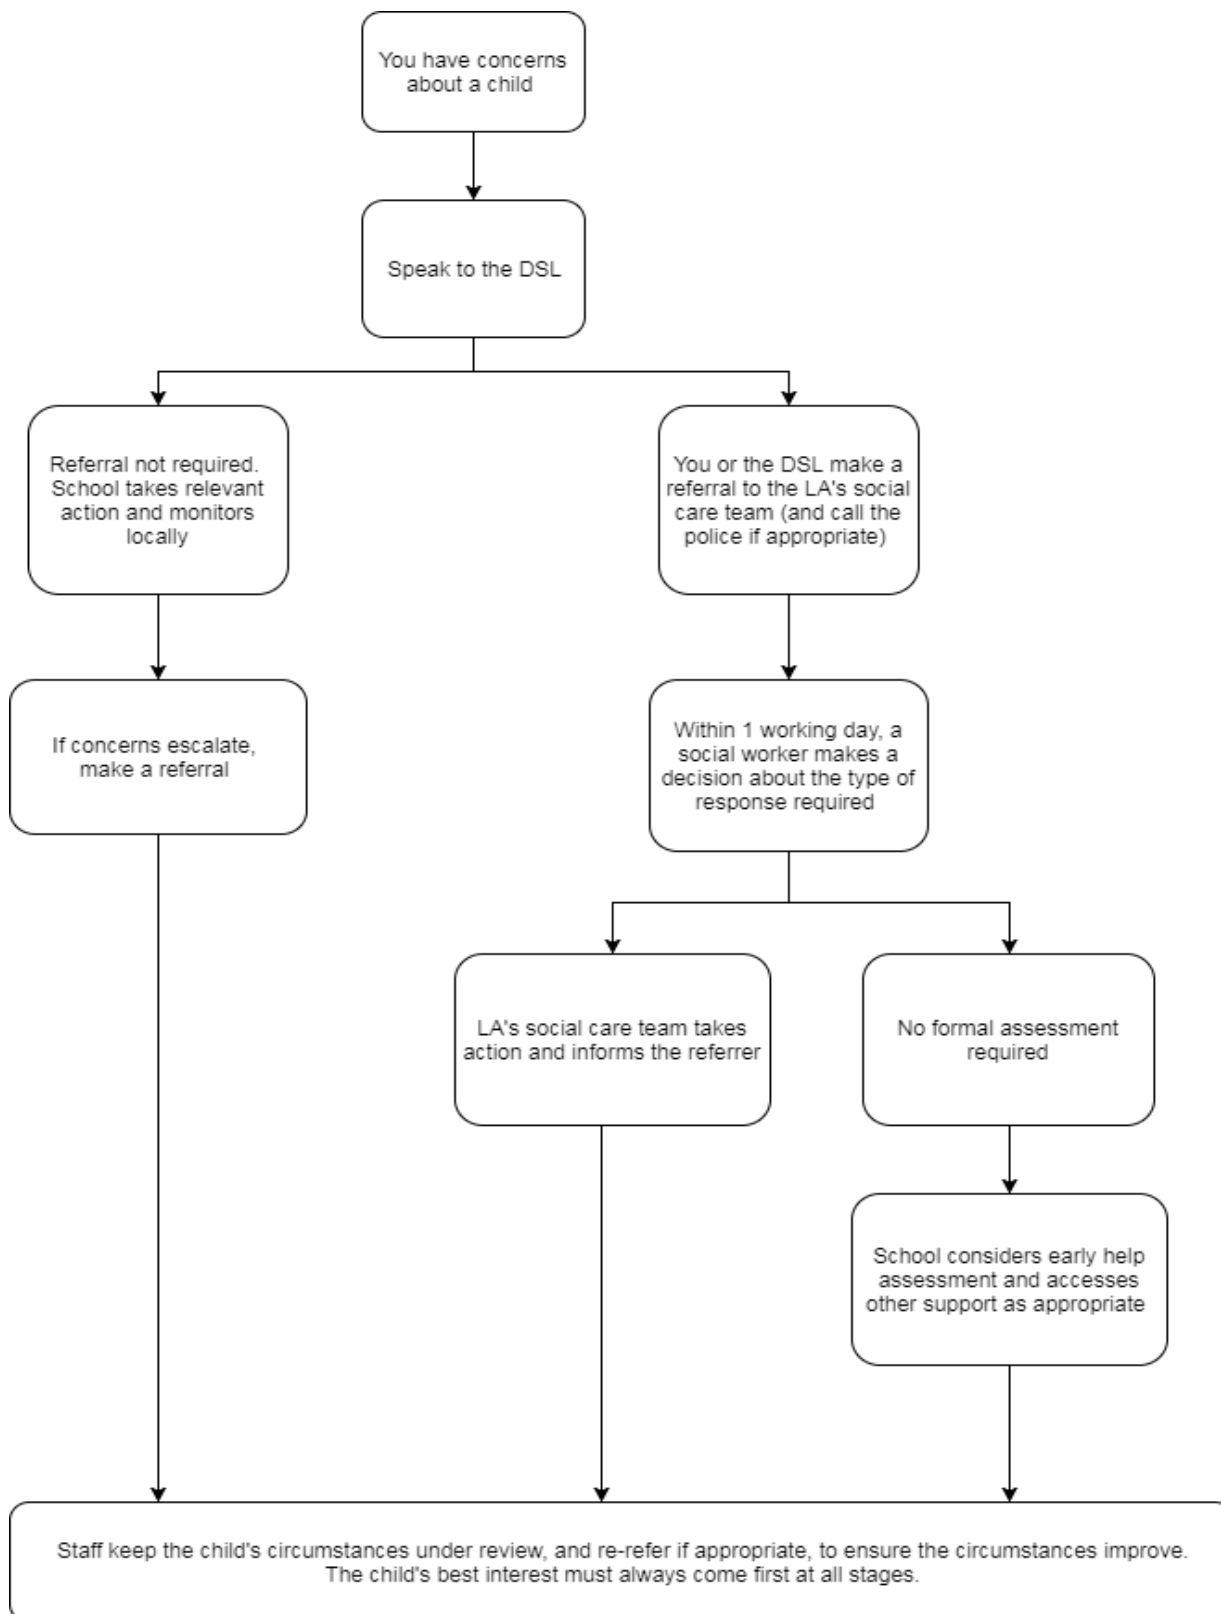 You have concerns
about a child
Speak to the DSL
Referral not required.
School takes relevant
action and monitors
locally
You or the DSL make a
referral to the LA's social
care team (and call the
police if appropriate)
If concerns escalate,
make a referral
Within 1 working day, a
social worker makes a
decision about the type of
response required
LA's social care team takes
action and informs the referrer
No formal assessment
required
School considers early help
assessment and accesses
other support as appropriate
Staff keep the child's circumstances under review, and re-refer if appropriate, to ensure the circumstances improve.
The child's best interest must always come first at all stages.